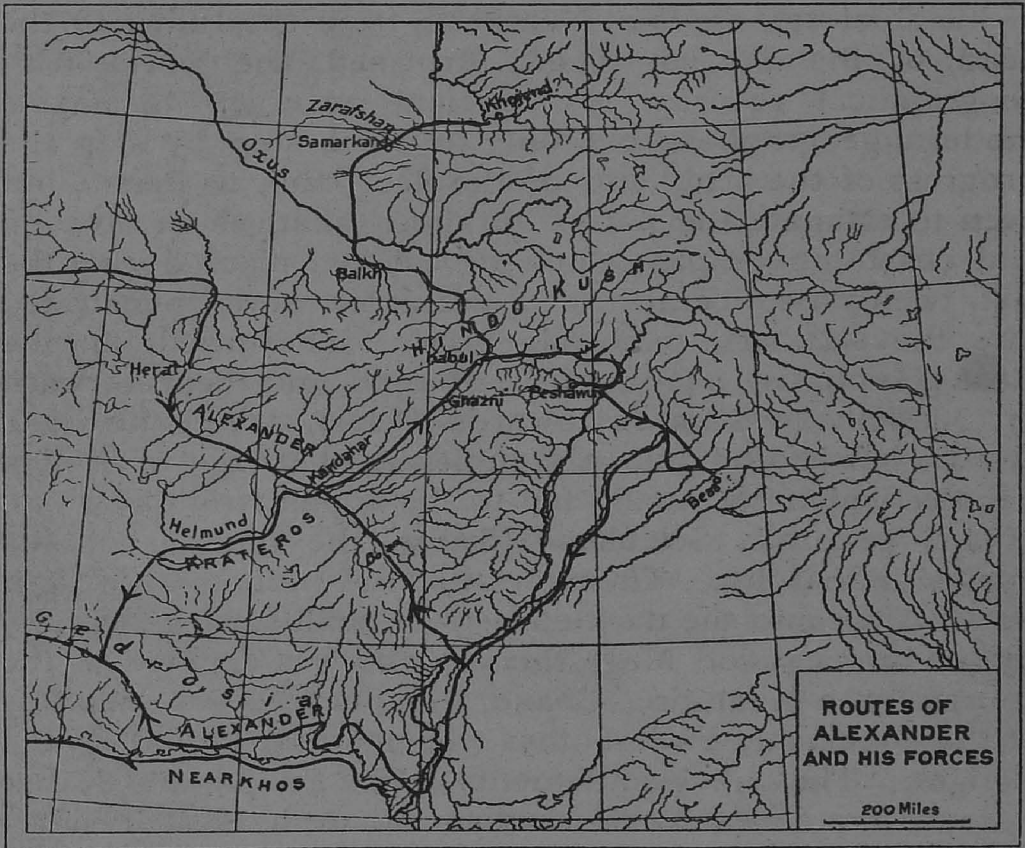 Zarafshan
Khojend
Samarkand
Oxus
Balkh
HINDU KUSH
Kabul
Herat
Ghazni
Peshawur
ALEXANDER
Kandahar
Beas
Helmund
KRATEROS
Gedrosia
ALEXANDER
NEARKHOS
ROUTES OF
ALEXANDER
AND HIS FORCES
200 Miles